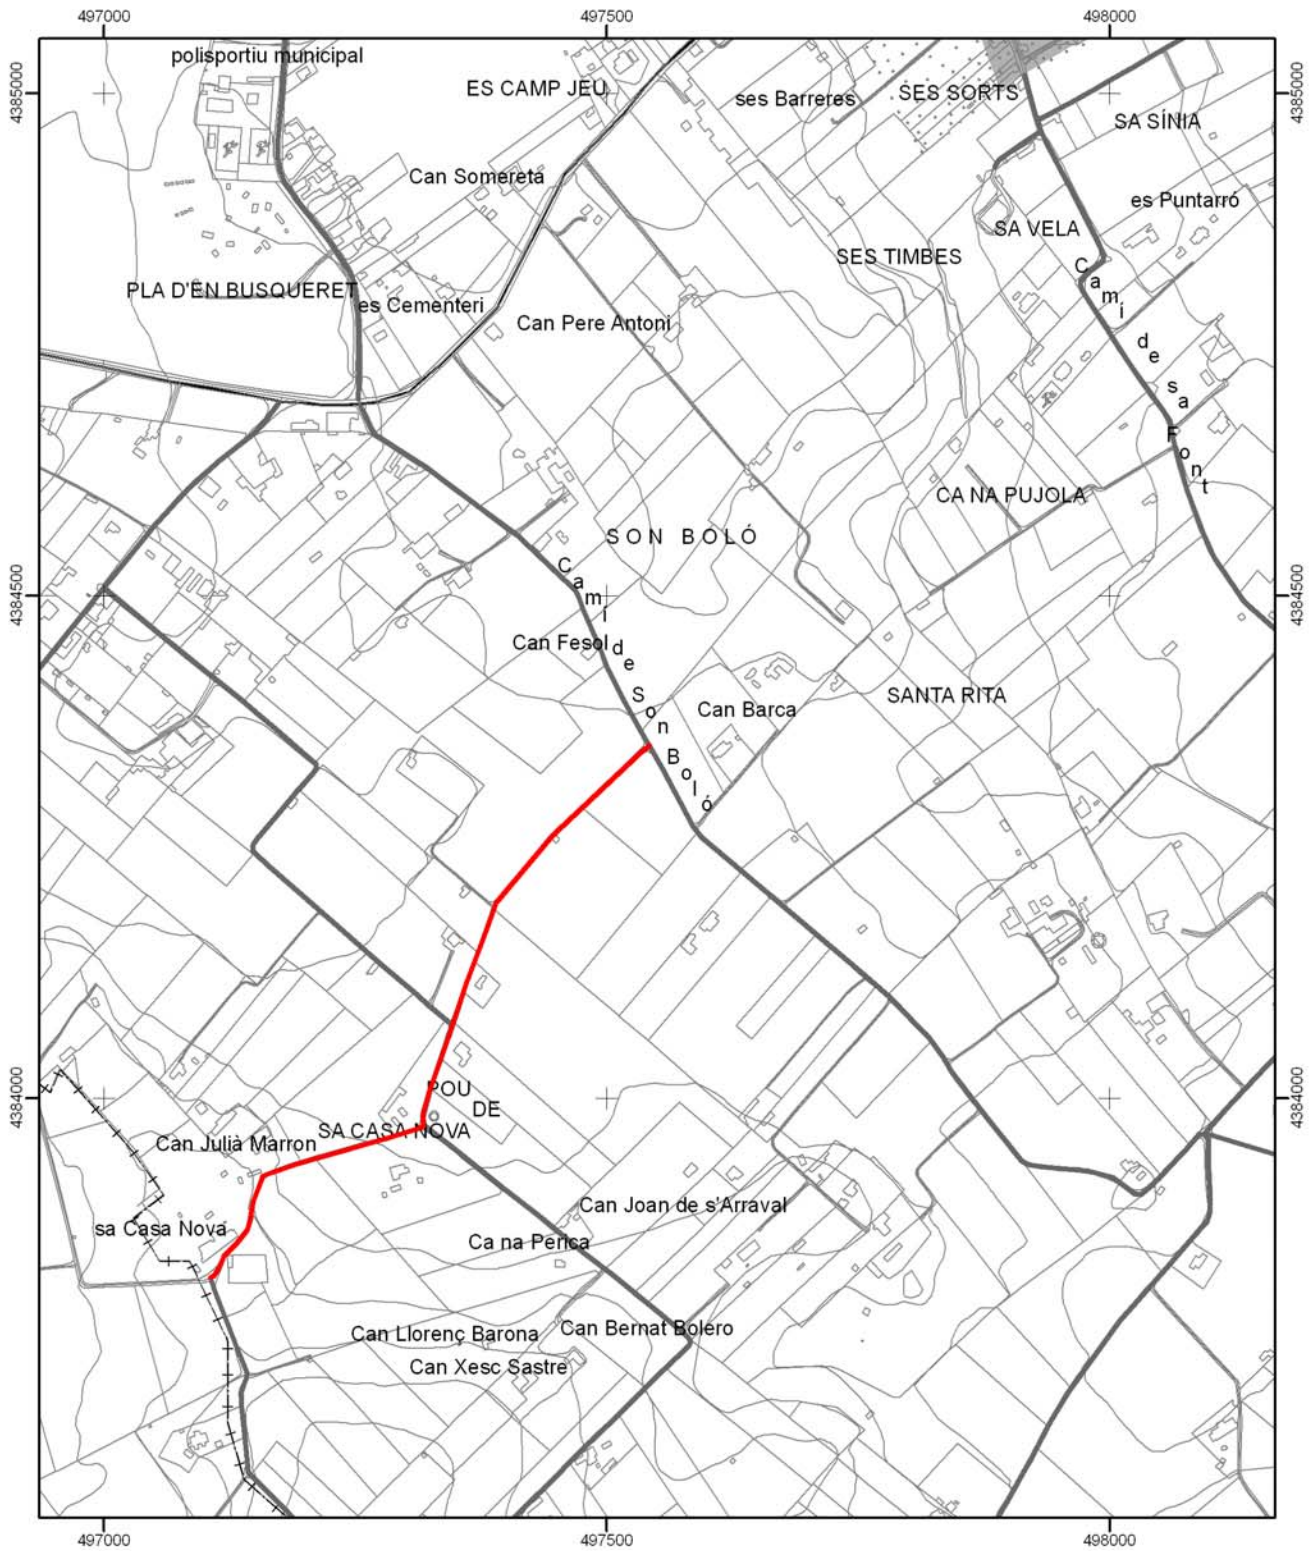 497000
497500
498000
polisportiu municipal
ES CAMP JEU
ses Barreres
SES SORTS
4385000
4385000
SA SÍNIA
Can Someretá
es Puntarró
SA VELA
SES TIMBES
PLA D'EN BUSQUERET
es Cementeri
Can Pere Antoni
Camí de sa Font
CA NA PUJOLA
SON BOLÓ
4384500
4384500
Camí de Son Boló
Can Fesol
SANTA RITA
Can Barca
4384000
4384000
POU
DE
SA CASA NOVA
Can Julià Marron
Can Joan de s'Arraval
sa Casa Nova
Ca na Perica
Can Llorenç Barona
Can Bernat Bolero
Can Xesc Sastre
497000
497500
498000